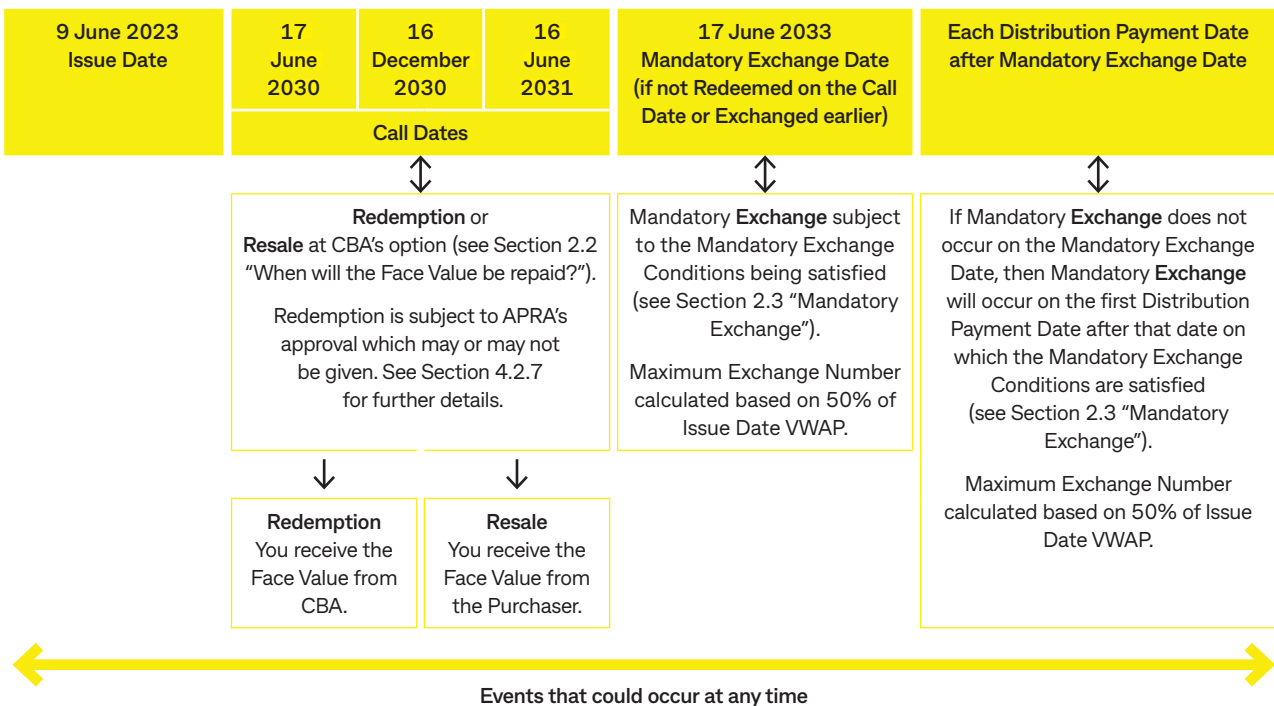 9 June 2023
Issue Date
17
June
2030
16
December
2030
16
June
2031
Call Dates
17 June 2033
Mandatory Exchange Date
(if not Redeemed on the Call
Date or Exchanged earlier)
Each Distribution Payment Date
after Mandatory Exchange Date
Redemption or
Resale at CBA’s option (see Section 2.2
“When will the Face Value be repaid?”).
Redemption is subject to APRA’s
approval which may or may not
be given. See Section 4.2.7
for further details.
Redemption
You receive the
Face Value from
CBA.
Resale
You receive the
Face Value from
the Purchaser.
Mandatory Exchange subject
to the Mandatory Exchange
Conditions being satisfied
(see Section 2.3 “Mandatory
Exchange”).
Maximum Exchange Number
calculated based on 50% of
Issue Date VWAP.
If Mandatory Exchange does not
occur on the Mandatory Exchange
Date, then Mandatory Exchange
will occur on the first Distribution
Payment Date after that date on
which the Mandatory Exchange
Conditions are satisfied
(see Section 2.3 “Mandatory
Exchange”).
Maximum Exchange Number
calculated based on 50% of Issue
Date VWAP.
Events that could occur at any time